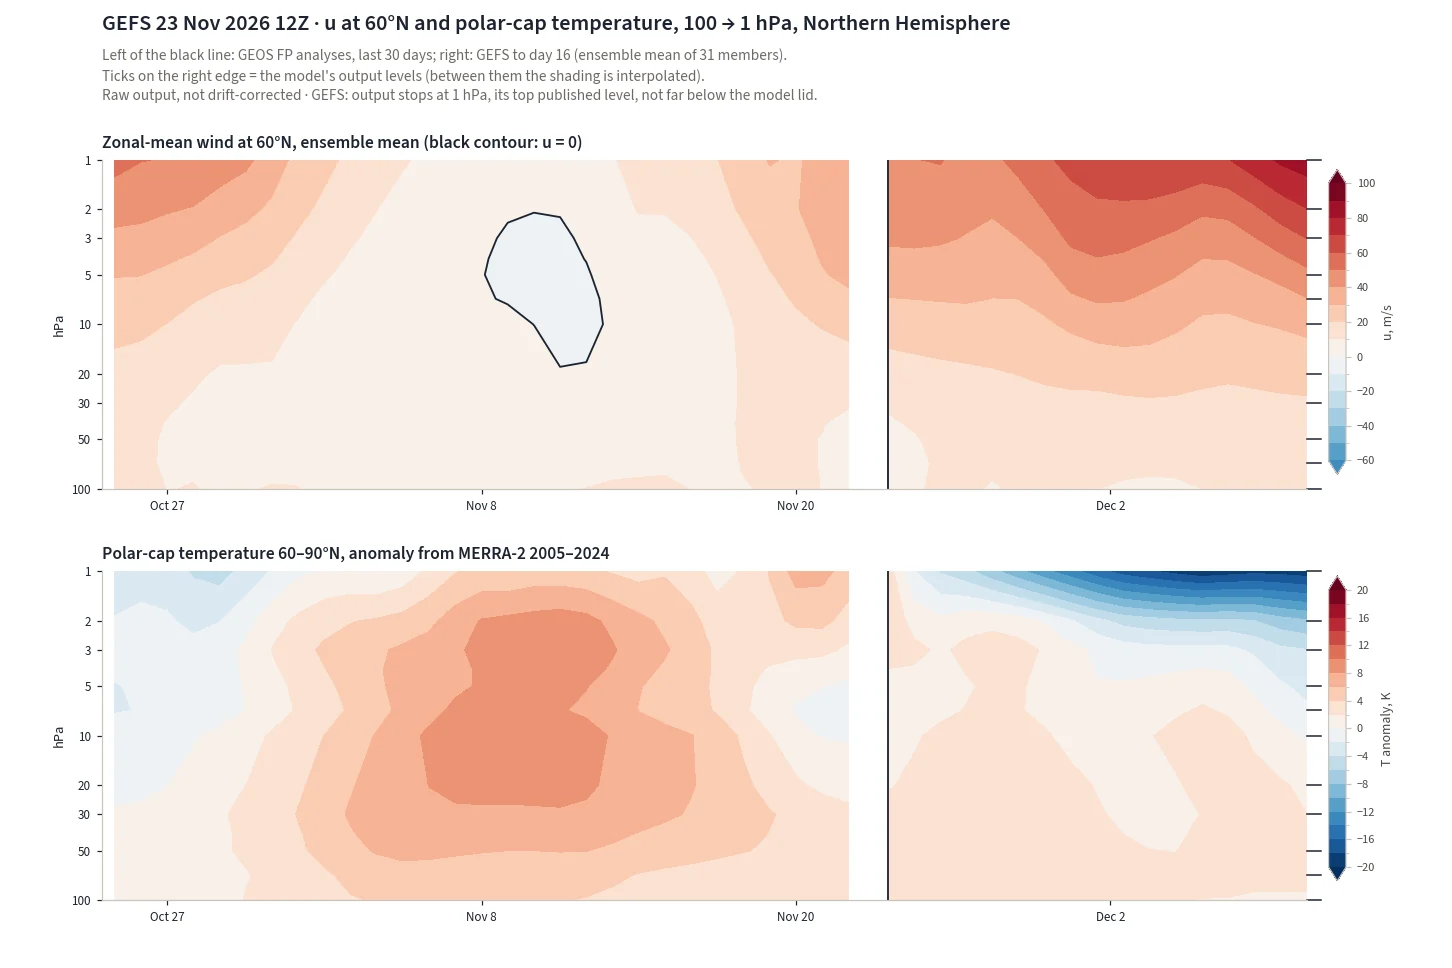 GEFS 23 Nov 2026 12Z · u at 60°N and polar-cap temperature, 100 → 1 hPa, Northern Hemisphere
Left of the black line: GEOS FP analyses, last 30 days; right: GEFS to day 16 (ensemble mean of 31 members).
Ticks on the right edge = the model's output levels (between them the shading is interpolated).
Raw output, not drift-corrected · GEFS: output stops at 1 hPa, its top published level, not far below the model lid.
Zonal-mean wind at 60°N, ensemble mean (black contour: u = 0)
1
2
3
5
10
20
30
50
100
hPa
Oct 27
Nov 8
Nov 20
Dec 2
100
80
60
40
20
0
−20
−40
−60
u, m/s
Polar-cap temperature 60–90°N, anomaly from MERRA-2 2005–2024
1
2
3
5
10
20
30
50
100
hPa
Oct 27
Nov 8
Nov 20
Dec 2
20
16
12
8
4
0
−4
−8
−12
−16
−20
T anomaly, K